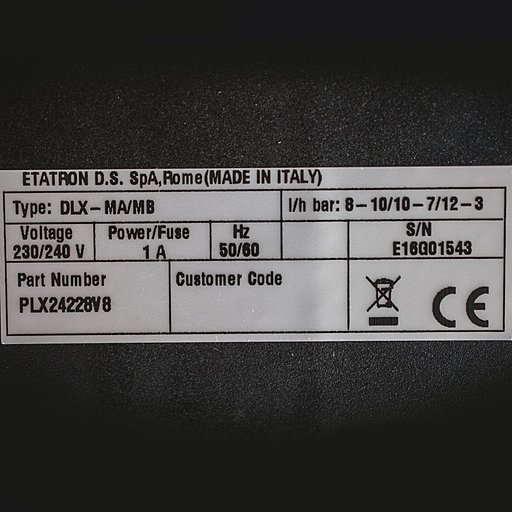 ETATRON D.S. SpA,Rome(MADE IN ITALY)
Type: DLX-MA/MB l/h bar: 8-10/10-7/12-3
Voltage Power/Fuse Hz S/N
230/240 V 1 A 50/60 E16G01543
Part Number Customer Code
PLX24228V8
CE